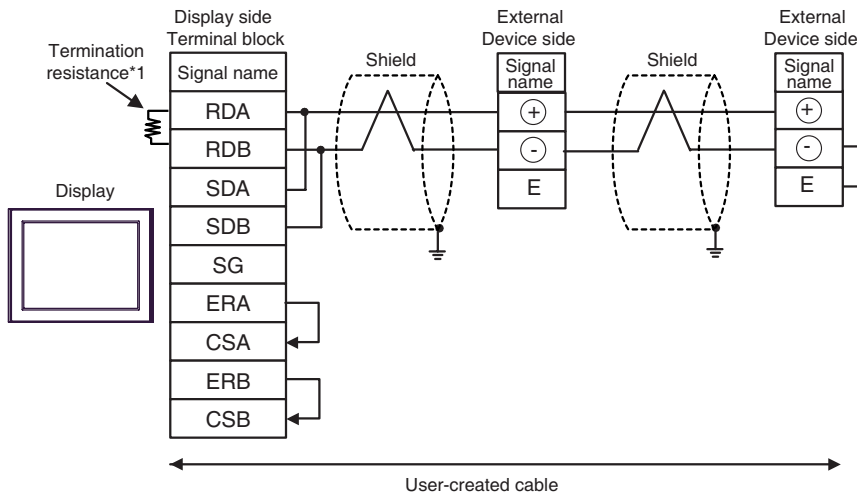 Display side
Terminal block
External
Device side
External
Device side
Termination
resistance*1
Shield
Shield
Signal name
Signal
name
Signal
name
RDA
+
+
RDB
-
-
SDA
E
E
Display
SDB
SG
ERA
CSA
ERB
CSB
User-created cable